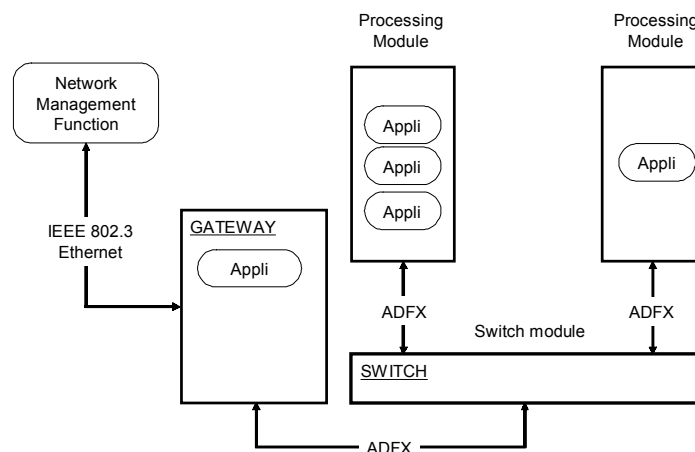 Processing
Module
Processing
Module
Network
Management
Function
Appli
Appli
Appli
Appli
IEEE 802.3
Ethernet
GATEWAY
Appli
ADFX
ADFX
Switch module
SWITCH
ADFX